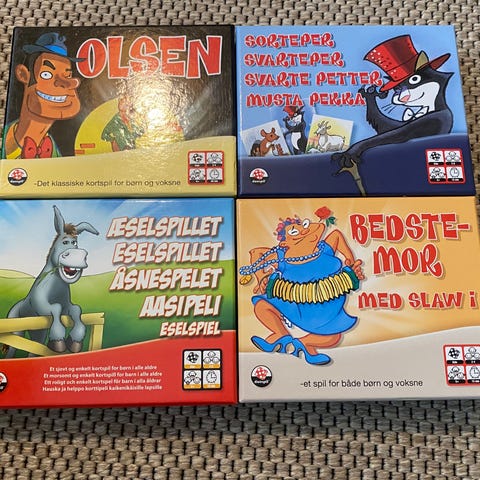 OLSEN
-Det klassiske kortspil for børn og voksne
SORTEPER
SVARTEPER
SVARTE PETTER
MUSTA PEKKA
ÆSELSPILLET
ESELSPILLET
ÅSNESPELET
AASIPELI
ESELSPIEL
Et sjovt og enkelt kortspil for børn i alle aldre
Et morsomt og enkelt kortspill for barn i alle aldre
Ett roligt och enkelt kortspel för barn i alla åldrar
Hauska ja helppo korttipeli kaikenikäisille lapsille
BEDSTE-
MOR
MED SLAW i
-et spil for både børn og voksne